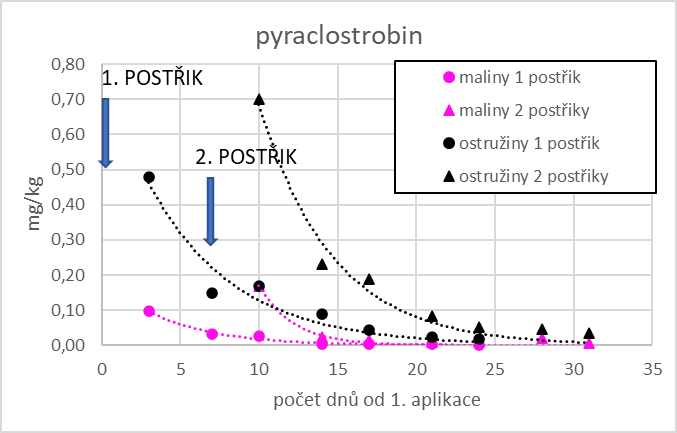 pyraclostrobin
0,80
0,70
0,60
0,50
0,40
0,30
0,20
0,10
0,00
mg/kg
1. POSTŘIK
2. POSTŘIK
maliny 1 postřik
maliny 2 postřiky
ostružiny 1 postřik
ostružiny 2 postřiky
0 5 10 15 20 25 30 35
počet dnů od 1. aplikace